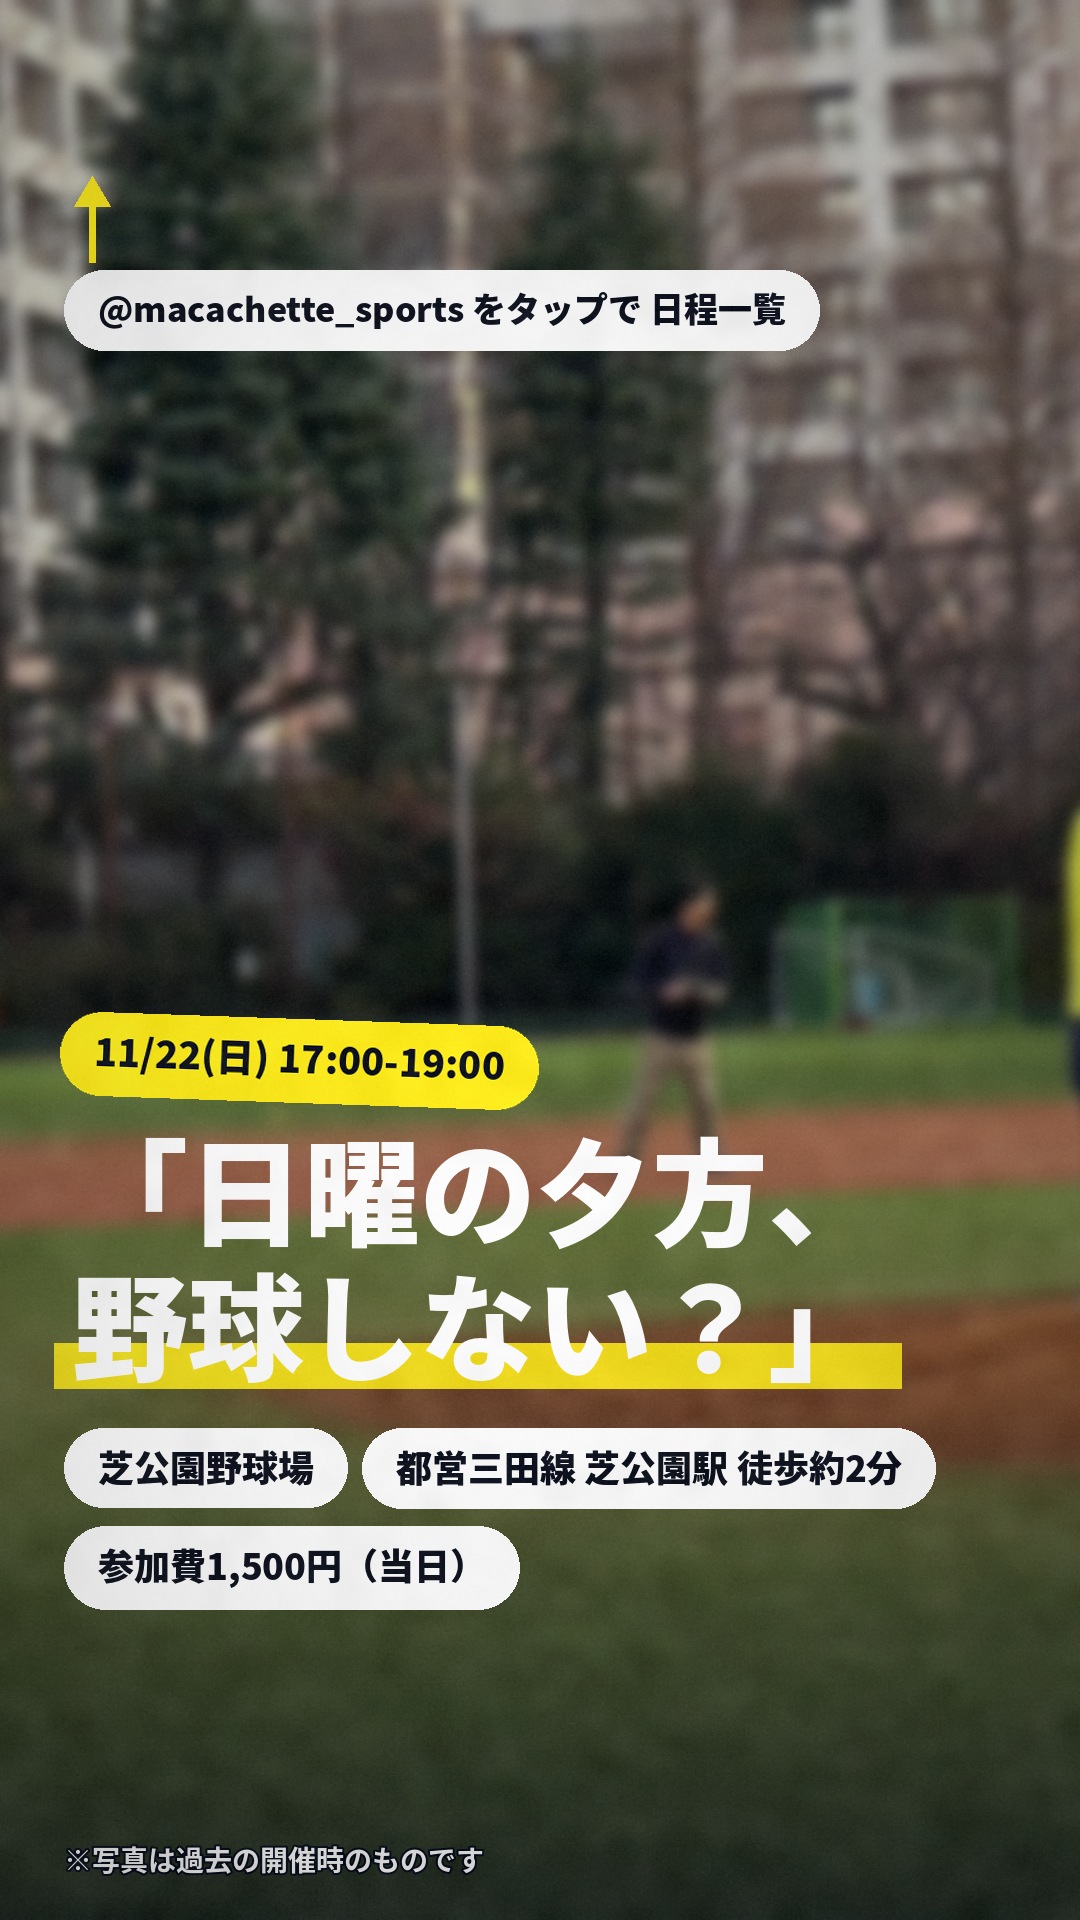 @macachette_sports をタップで 日程一覧
11/22(日) 17:00-19:00
「日曜の夕方、
野球しない？」
芝公園野球場
都営三田線 芝公園駅 徒歩約2分
参加費1,500円（当日）
※写真は過去の開催時のものです